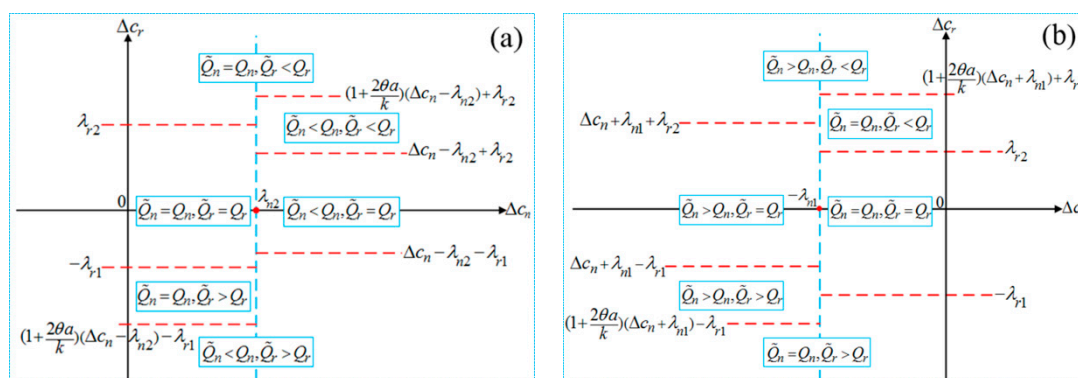 (a)
Δc_r
Q̃_n=Q_n, Q̃_r<Q_r
(1+2θa/k)(Δc_n−λ_n2)+λ_r2
λ_r2
Q̃_n<Q_n, Q̃_r<Q_r
Δc_n−λ_n2+λ_r2
0
λ_n2
Q̃_n=Q_n, Q̃_r=Q_r
Q̃_n<Q_n, Q̃_r=Q_r
Δc_n
Δc_n−λ_n2−λ_r1
−λ_r1
Q̃_n=Q_n, Q̃_r>Q_r
(1+2θa/k)(Δc_n−λ_n2)−λ_r1
Q̃_n<Q_n, Q̃_r>Q_r
(b)
Δc_r
Q̃_n>Q_n, Q̃_r<Q_r
(1+2θa/k)(Δc_n+λ_n1)+λ_r
Δc_n+λ_n1+λ_r2
Q̃_n=Q_n, Q̃_r<Q_r
λ_r2
−λ_n1
Q̃_n>Q_n, Q̃_r=Q_r
Q̃_n=Q_n, Q̃_r=Q_r
0
Δc
Δc_n+λ_n1−λ_r1
Q̃_n>Q_n, Q̃_r>Q_r
−λ_r1
(1+2θa/k)(Δc_n+λ_n1)−λ_r1
Q̃_n=Q_n, Q̃_r>Q_r